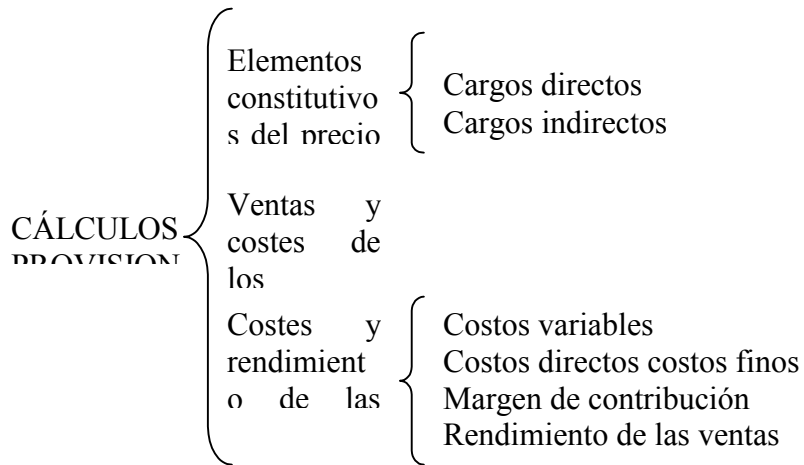 CÁLCULOS
PROVISION
Elementos
constitutivo
s del precio
Cargos directos
Cargos indirectos
Ventas y
costes de
los
Costes y
rendimient
o de las
Costos variables
Costos directos costos finos
Margen de contribución
Rendimiento de las ventas